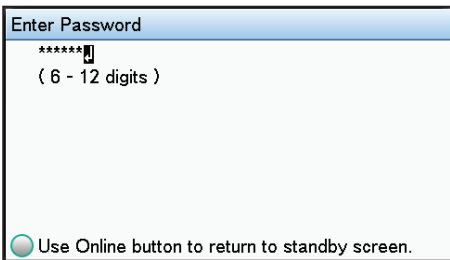 Enter Password
******↲
( 6 - 12 digits )
Use Online button to return to standby screen.